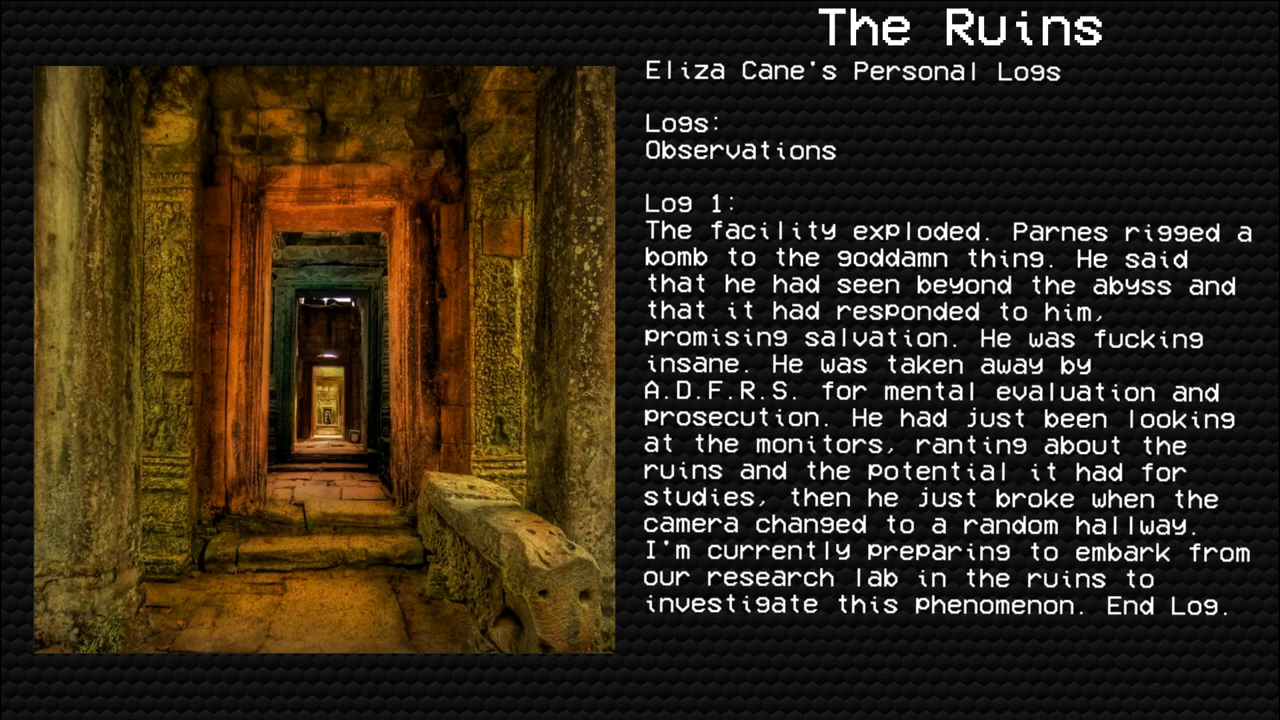 The Ruins
Eliza Cane's Personal Logs
Logs:
Observations
Log 1:
The facility exploded. Parnes rigged a
bomb to the goddamn thing. He said
that he had seen beyond the abyss and
that it had responded to him,
promising salvation. He was fucking
insane. He was taken away by
A.D.F.R.S. for mental evaluation and
prosecution. He had just been looking
at the monitors, ranting about the
ruins and the potential it had for
studies, then he just broke when the
camera changed to a random hallway.
I'm currently preparing to embark from
our research lab in the ruins to
investigate this phenomenon. End Log.